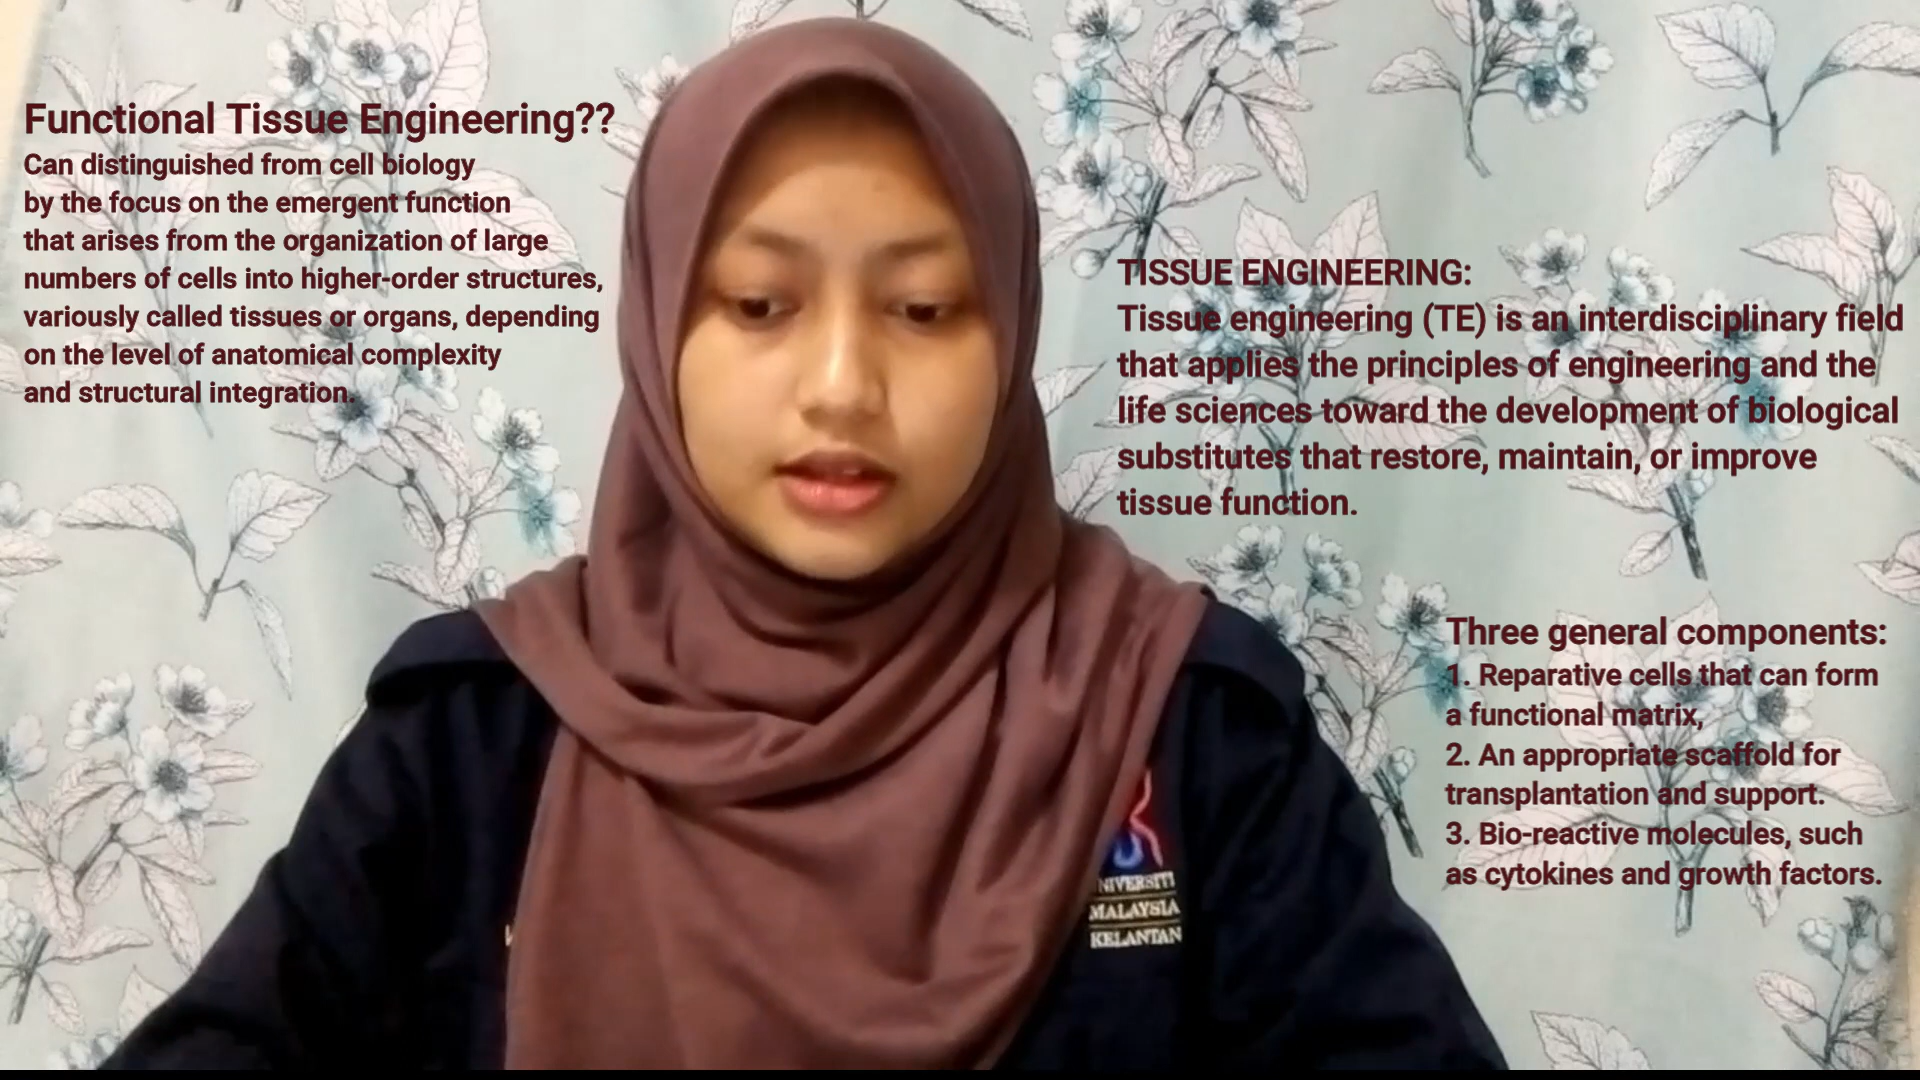 Functional Tissue Engineering??
Can distinguished from cell biology
by the focus on the emergent function
that arises from the organization of large
numbers of cells into higher-order structures,
variously called tissues or organs, depending
on the level of anatomical complexity
and structural integration.
TISSUE ENGINEERING:
Tissue engineering (TE) is an interdisciplinary field
that applies the principles of engineering and the
life sciences toward the development of biological
substitutes that restore, maintain, or improve
tissue function.
Three general components:
1. Reparative cells that can form
a functional matrix,
2. An appropriate scaffold for
transplantation and support.
3. Bio-reactive molecules, such
as cytokines and growth factors.
NIVERSITI
MALAYSIA
KELANTAN